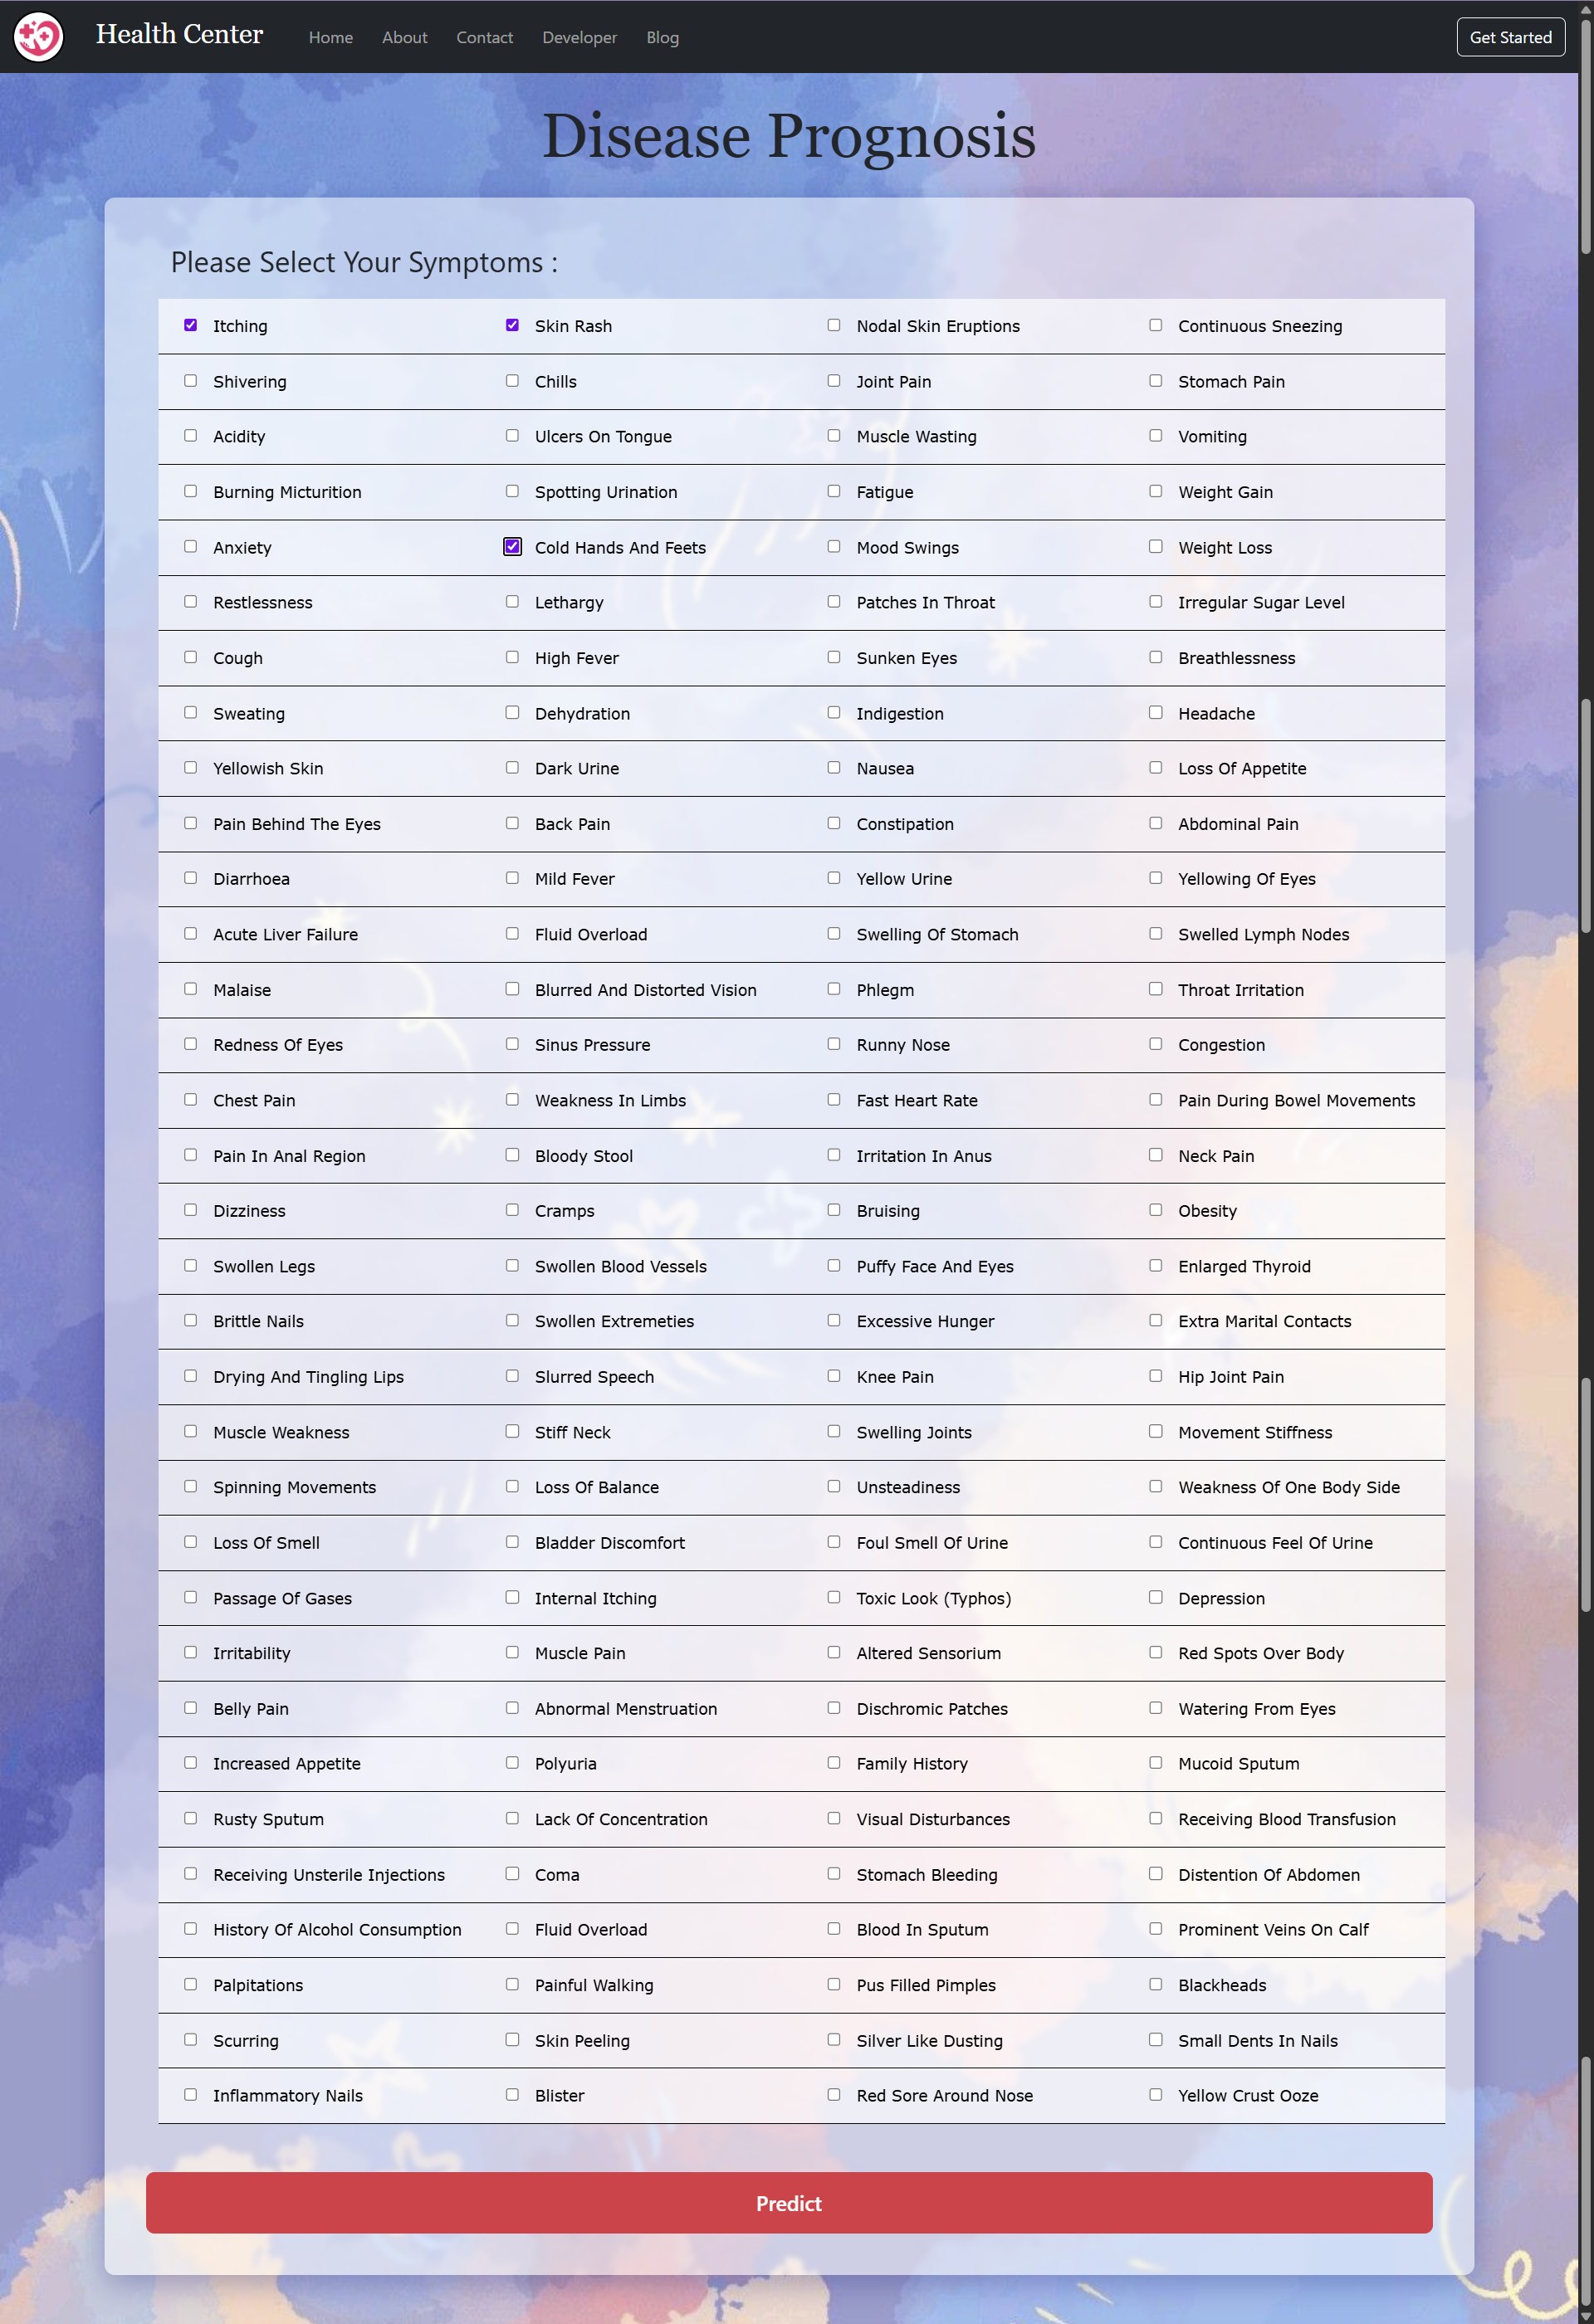 Health Center Home About Contact Developer Blog Get Started
Disease Prognosis
Please Select Your Symptoms :
Itching Skin Rash Nodal Skin Eruptions Continuous Sneezing
Shivering Chills Joint Pain Stomach Pain
Acidity Ulcers On Tongue Muscle Wasting Vomiting
Burning Micturition Spotting Urination Fatigue Weight Gain
Anxiety Cold Hands And Feets Mood Swings Weight Loss
Restlessness Lethargy Patches In Throat Irregular Sugar Level
Cough High Fever Sunken Eyes Breathlessness
Sweating Dehydration Indigestion Headache
Yellowish Skin Dark Urine Nausea Loss Of Appetite
Pain Behind The Eyes Back Pain Constipation Abdominal Pain
Diarrhoea Mild Fever Yellow Urine Yellowing Of Eyes
Acute Liver Failure Fluid Overload Swelling Of Stomach Swelled Lymph Nodes
Malaise Blurred And Distorted Vision Phlegm Throat Irritation
Redness Of Eyes Sinus Pressure Runny Nose Congestion
Chest Pain Weakness In Limbs Fast Heart Rate Pain During Bowel Movements
Pain In Anal Region Bloody Stool Irritation In Anus Neck Pain
Dizziness Cramps Bruising Obesity
Swollen Legs Swollen Blood Vessels Puffy Face And Eyes Enlarged Thyroid
Brittle Nails Swollen Extremeties Excessive Hunger Extra Marital Contacts
Drying And Tingling Lips Slurred Speech Knee Pain Hip Joint Pain
Muscle Weakness Stiff Neck Swelling Joints Movement Stiffness
Spinning Movements Loss Of Balance Unsteadiness Weakness Of One Body Side
Loss Of Smell Bladder Discomfort Foul Smell Of Urine Continuous Feel Of Urine
Passage Of Gases Internal Itching Toxic Look (Typhos) Depression
Irritability Muscle Pain Altered Sensorium Red Spots Over Body
Belly Pain Abnormal Menstruation Dischromic Patches Watering From Eyes
Increased Appetite Polyuria Family History Mucoid Sputum
Rusty Sputum Lack Of Concentration Visual Disturbances Receiving Blood Transfusion
Receiving Unsterile Injections Coma Stomach Bleeding Distention Of Abdomen
History Of Alcohol Consumption Fluid Overload Blood In Sputum Prominent Veins On Calf
Palpitations Painful Walking Pus Filled Pimples Blackheads
Scurring Skin Peeling Silver Like Dusting Small Dents In Nails
Inflammatory Nails Blister Red Sore Around Nose Yellow Crust Ooze
Predict